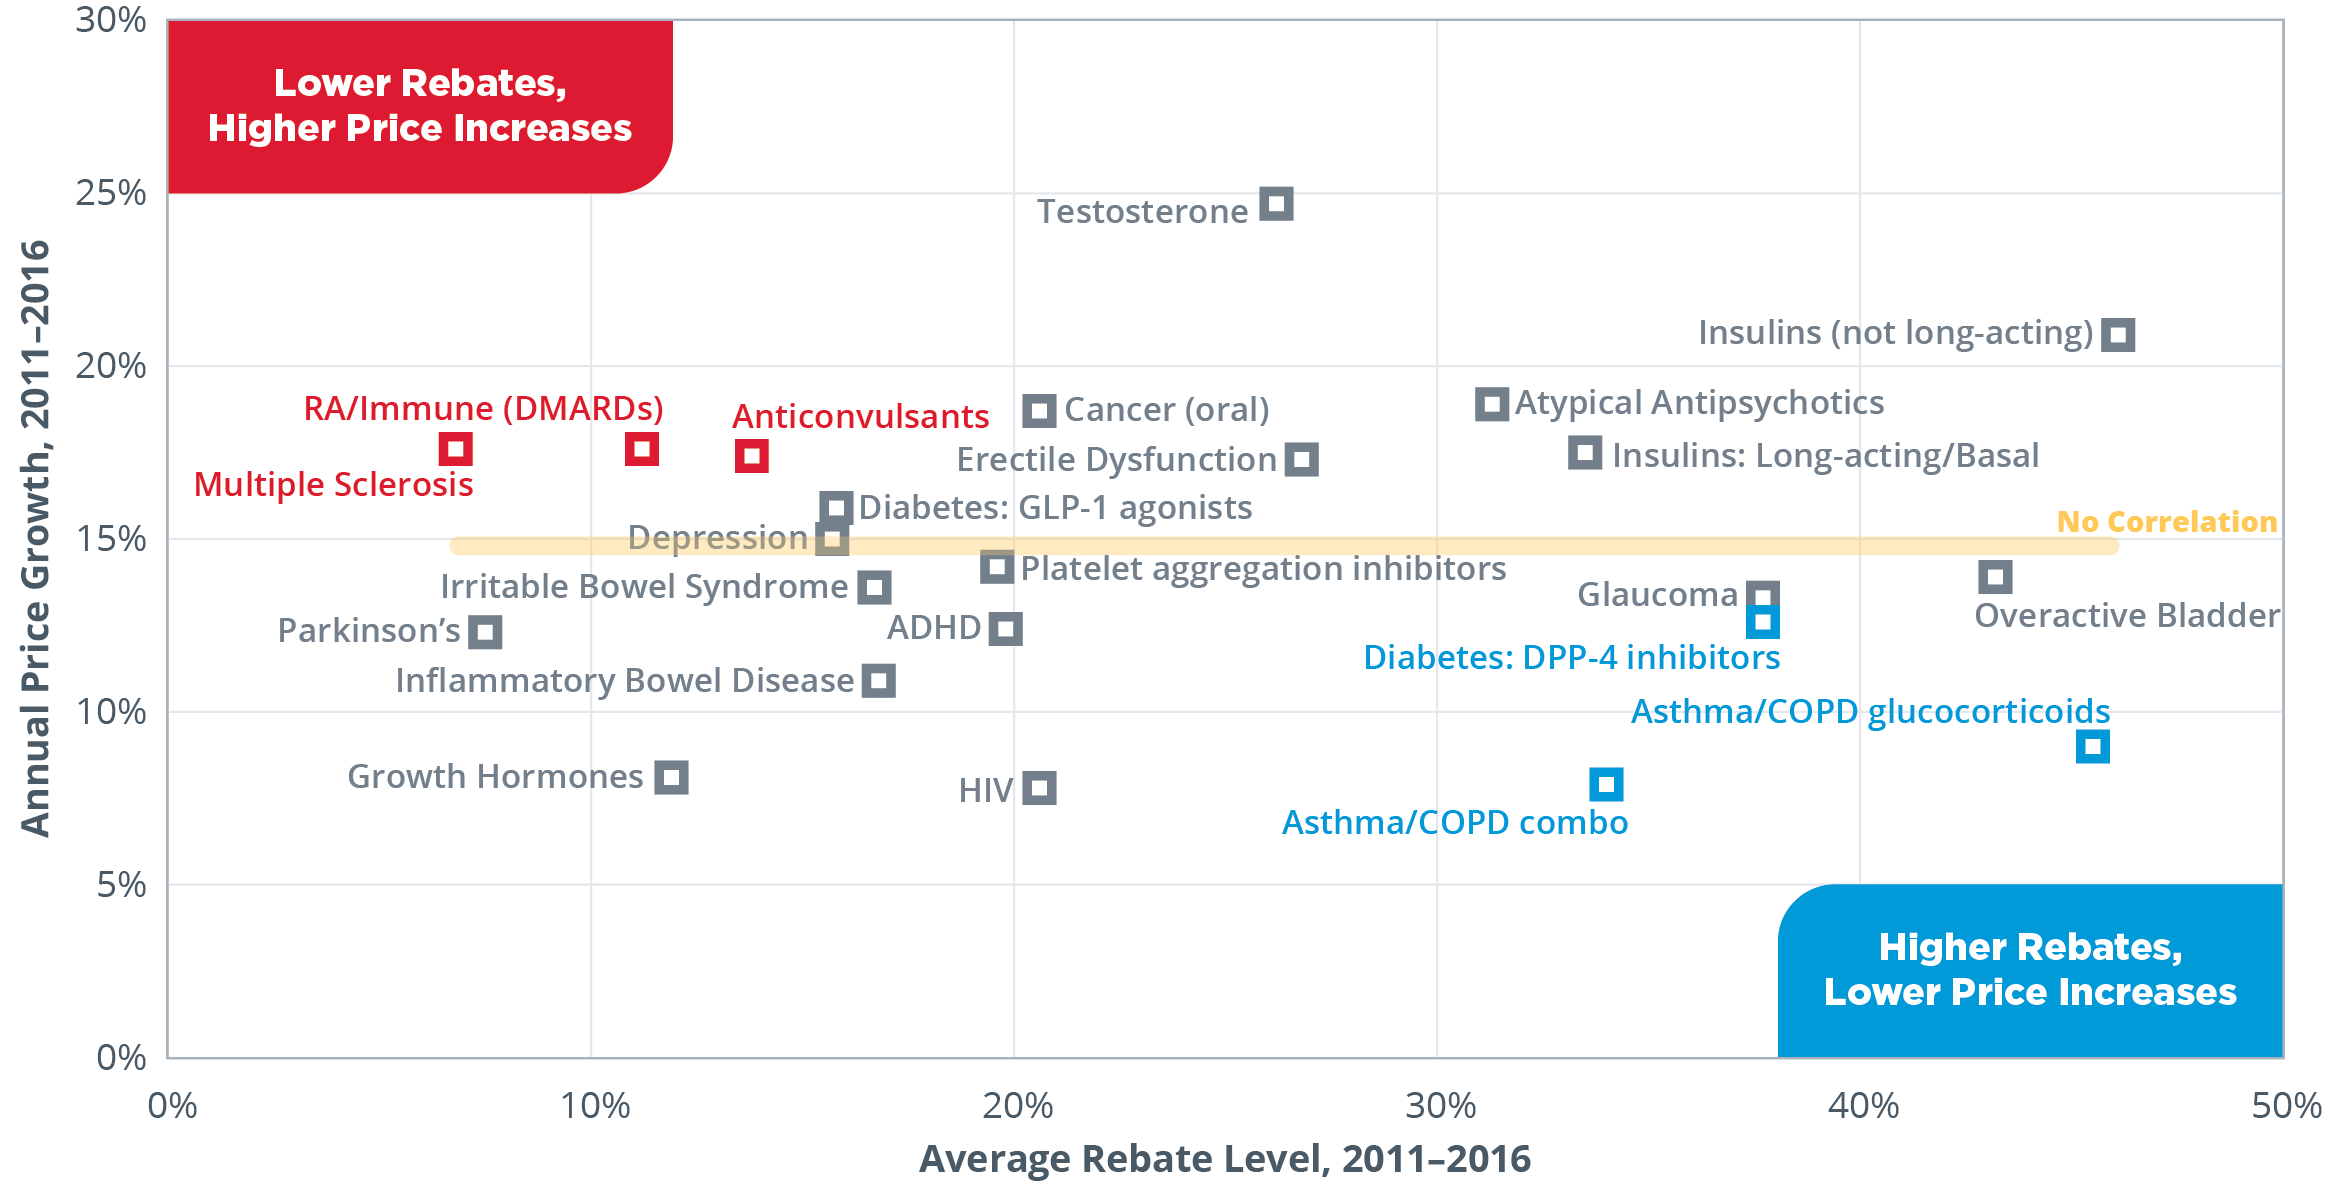 30%
Lower Rebates,
Higher Price Increases
25%
Testosterone
Insulins (not long-acting)
20%
RA/Immune (DMARDs)
Anticonvulsants
Cancer (oral)
Atypical Antipsychotics
Erectile Dysfunction
Insulins: Long-acting/Basal
Multiple Sclerosis
Diabetes: GLP-1 agonists
No Correlation
15%
Depression
Platelet aggregation inhibitors
Irritable Bowel Syndrome
Glaucoma
Overactive Bladder
Parkinson’s
ADHD
Diabetes: DPP-4 inhibitors
Inflammatory Bowel Disease
10%
Asthma/COPD glucocorticoids
Growth Hormones
HIV
Asthma/COPD combo
5%
Higher Rebates,
Lower Price Increases
0%
Annual Price Growth, 2011–2016
0%
10%
20%
30%
40%
50%
Average Rebate Level, 2011–2016